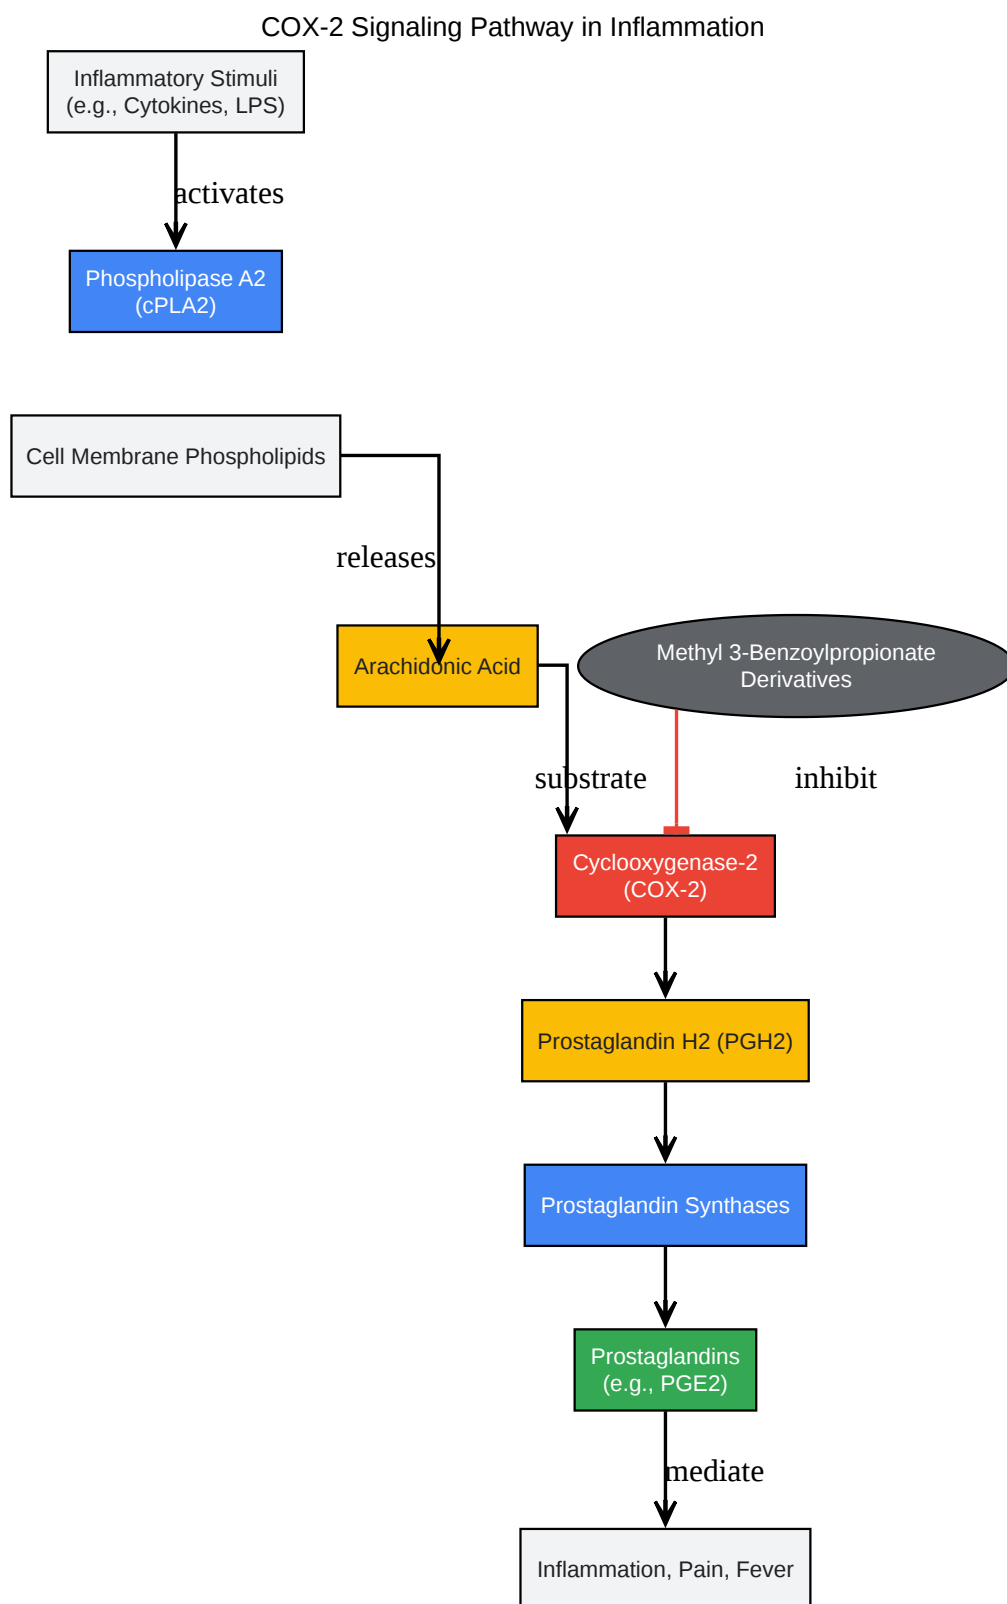 COX-2 Signaling Pathway in Inflammation
Inflammatory Stimuli
(e.g., Cytokines, LPS)
activates
Phospholipase A2
(cPLA2)
Cell Membrane Phospholipids
releases
Arachidonic Acid
Methyl 3-Benzoylpropionate
Derivatives
substrate
inhibit
Cyclooxygenase-2
(COX-2)
Prostaglandin H2 (PGH2)
Prostaglandin Synthases
Prostaglandins
(e.g., PGE2)
mediate
Inflammation, Pain, Fever